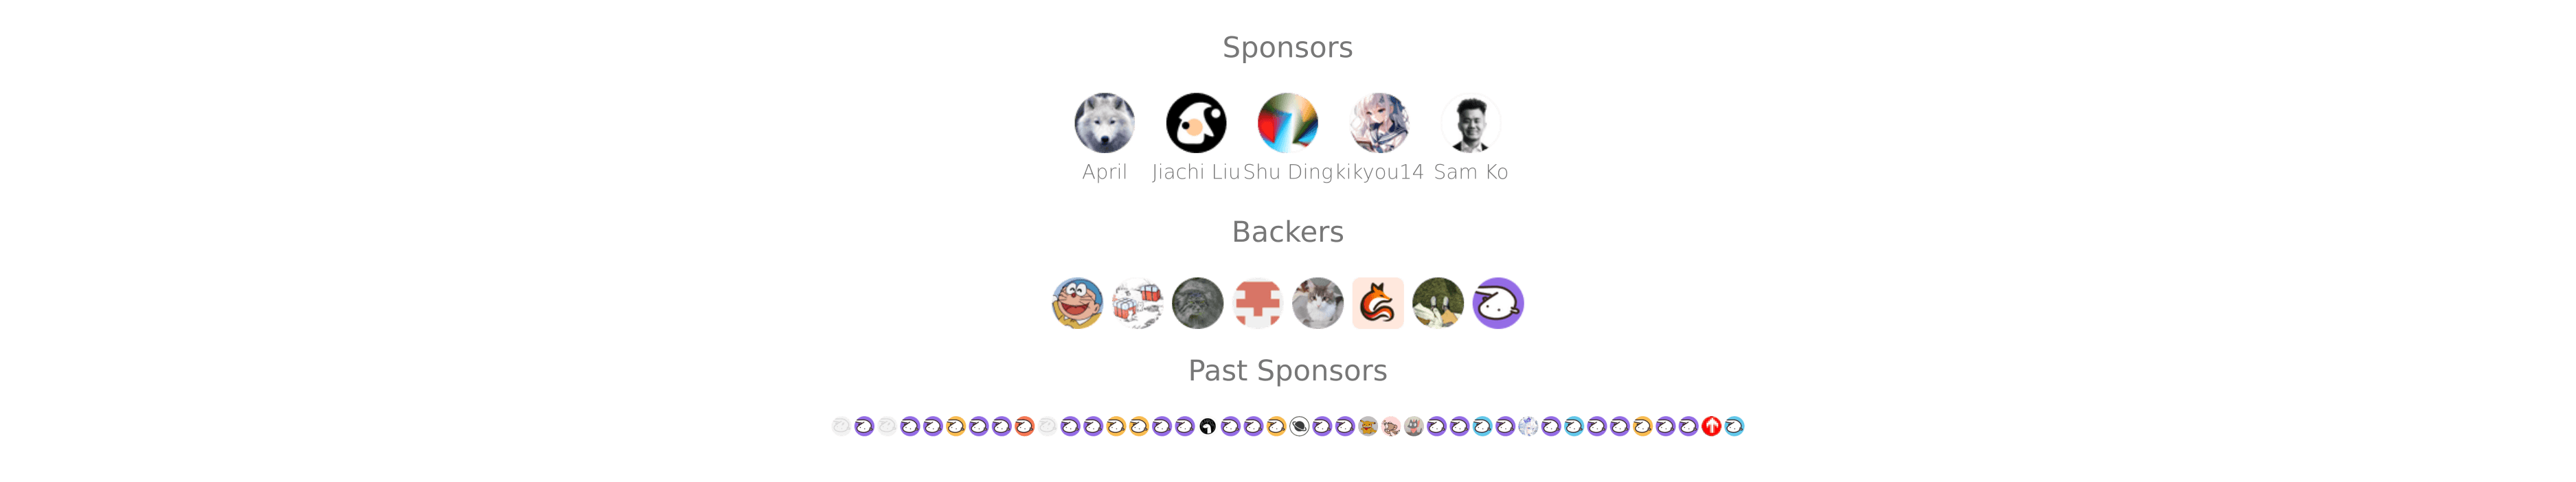 Sponsors
April Jiachi Liu Shu Ding kikyou14 Sam Ko
Backers
Past Sponsors